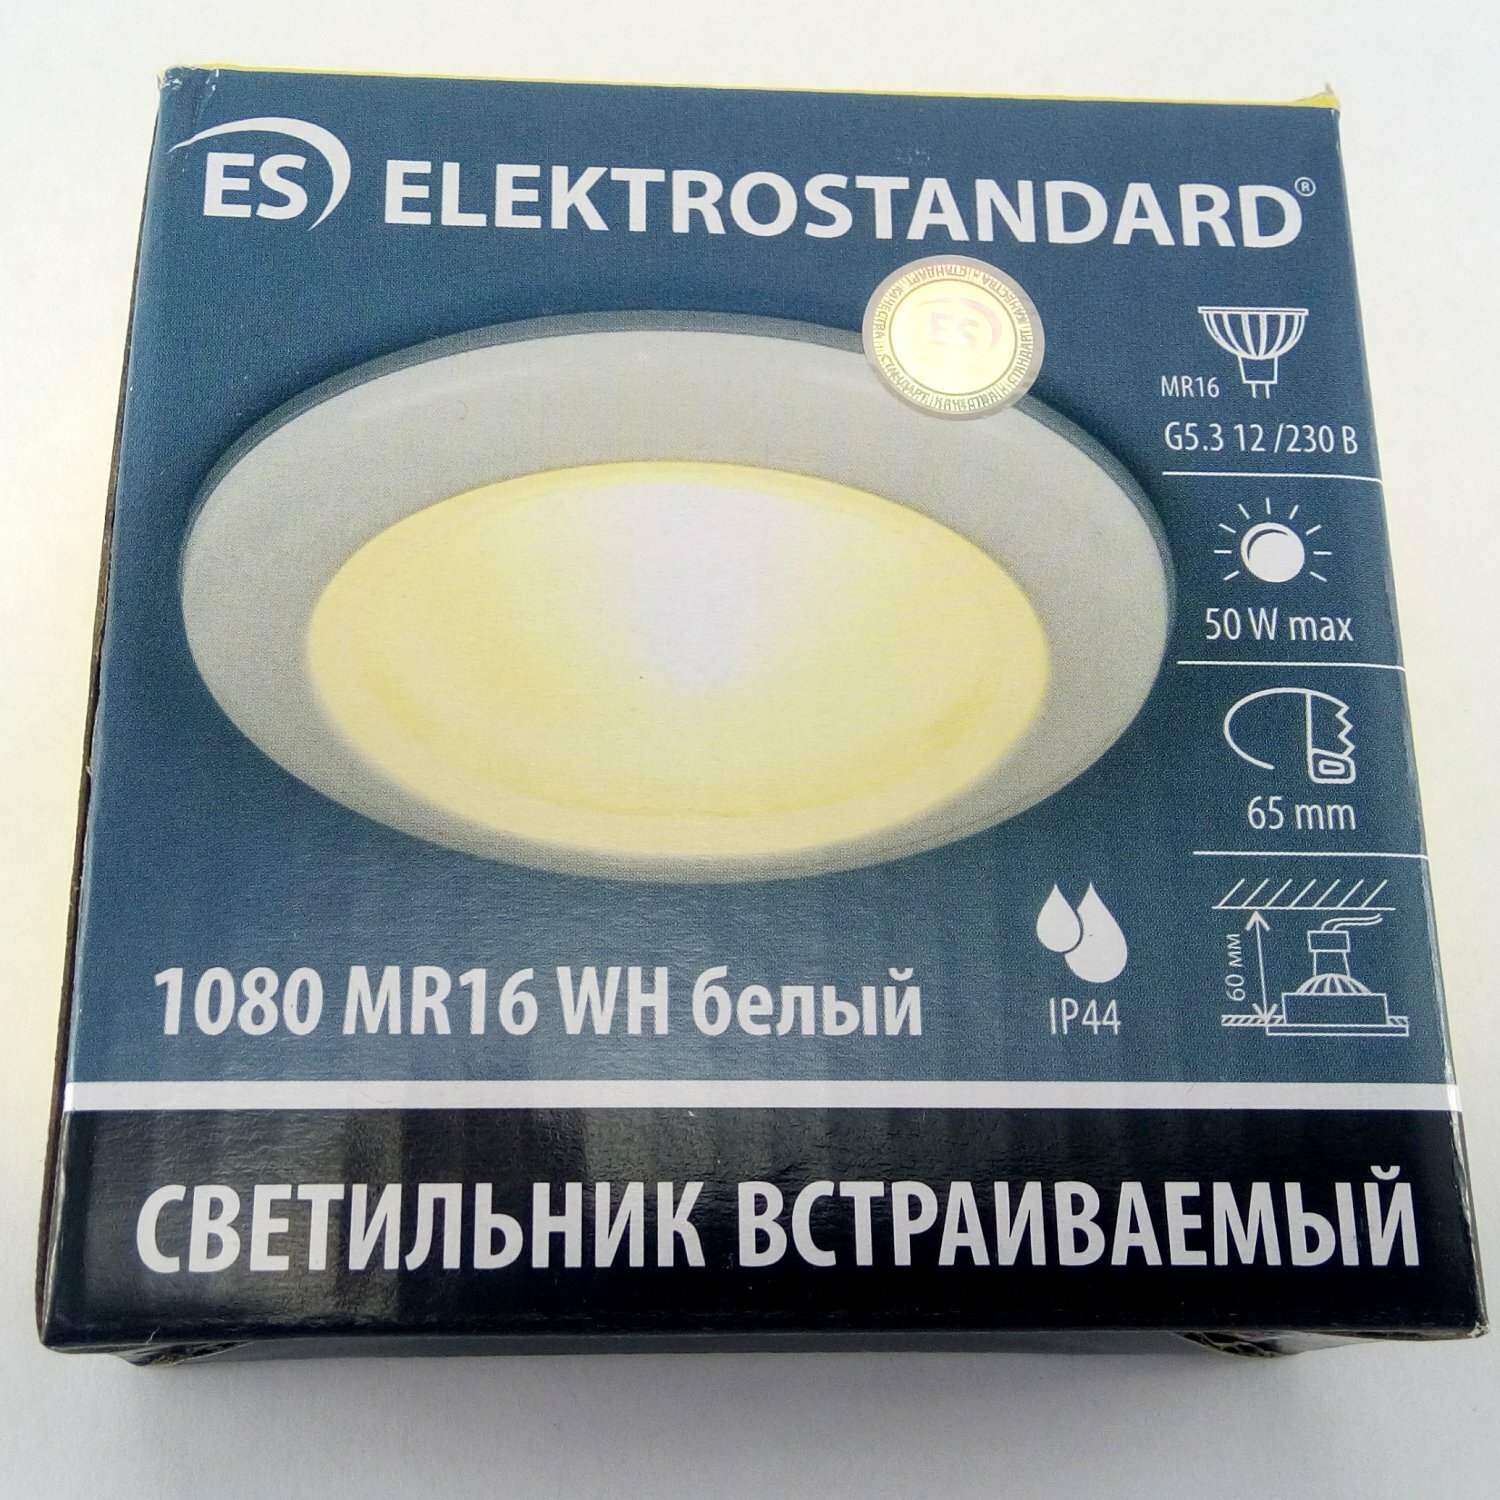 ES ELEKTROSTANDARD®
ES
MR16
G5.3 12 /230 В
50 W max
65 mm
60 мм
IP44
1080 MR16 WH белый
СВЕТИЛЬНИК ВСТРАИВАЕМЫЙ